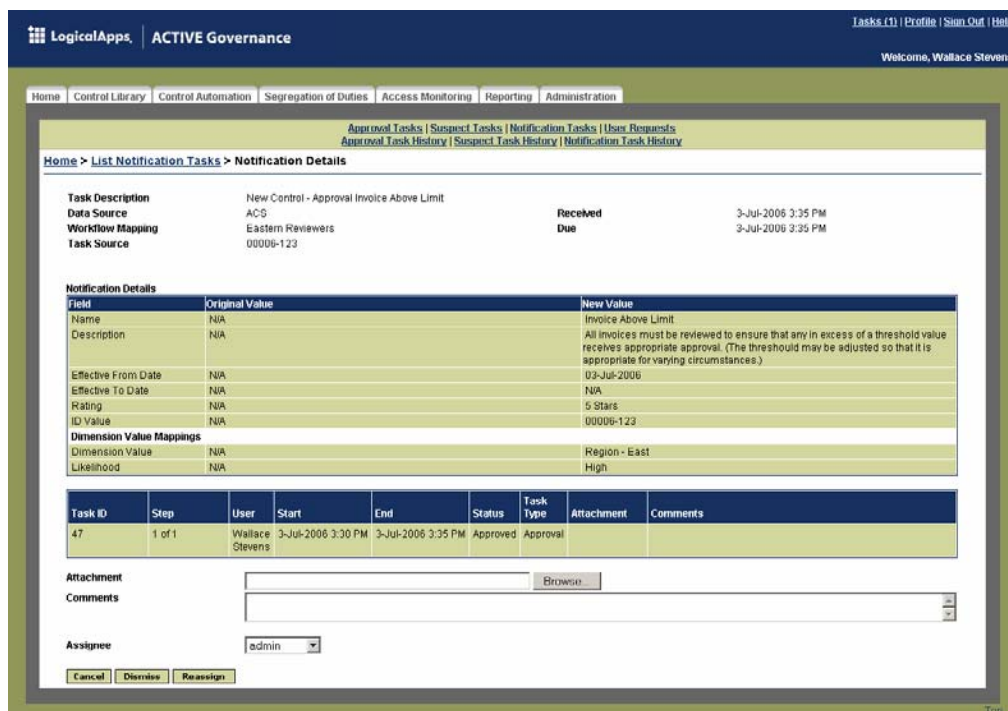 Tasks (1) | Profile | Sign Out | Hel
LogicalApps, ACTIVE Governance
Welcome, Wallace Steven
Home Control Library Control Automation Segregation of Duties Access Monitoring Reporting Administration
Approval Tasks | Suspect Tasks | Notification Tasks | User Requests
Approval Task History | Suspect Task History | Notification Task History
Home > List Notification Tasks > Notification Details
Task Description New Control - Approval Invoice Above Limit
Data Source ACS Received 3-Jul-2006 3:35 PM
Workflow Mapping Eastern Reviewers Due 3-Jul-2006 3:35 PM
Task Source 00006-123
Notification Details
Field Original Value New Value
Name N/A Invoice Above Limit
Description N/A All invoices must be reviewed to ensure that any in excess of a threshold value
receives appropriate approval. (The threshould may be adjusted so that it is
appropriate for varying circumstances.)
Effective From Date N/A 03-Jul-2006
Effective To Date N/A N/A
Rating N/A 5 Stars
ID Value N/A 00006-123
Dimension Value Mappings
Dimension Value N/A Region - East
Likelihood N/A High
Task ID Step User Start End Status Task Type Attachment Comments
47 1 of 1 Wallace Stevens 3-Jul-2006 3:30 PM 3-Jul-2006 3:35 PM Approved Approval
Attachment Browse...
Comments
Assignee admin
Cancel Dismiss Reassign